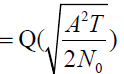 = Q(√(A²T / 2N₀))